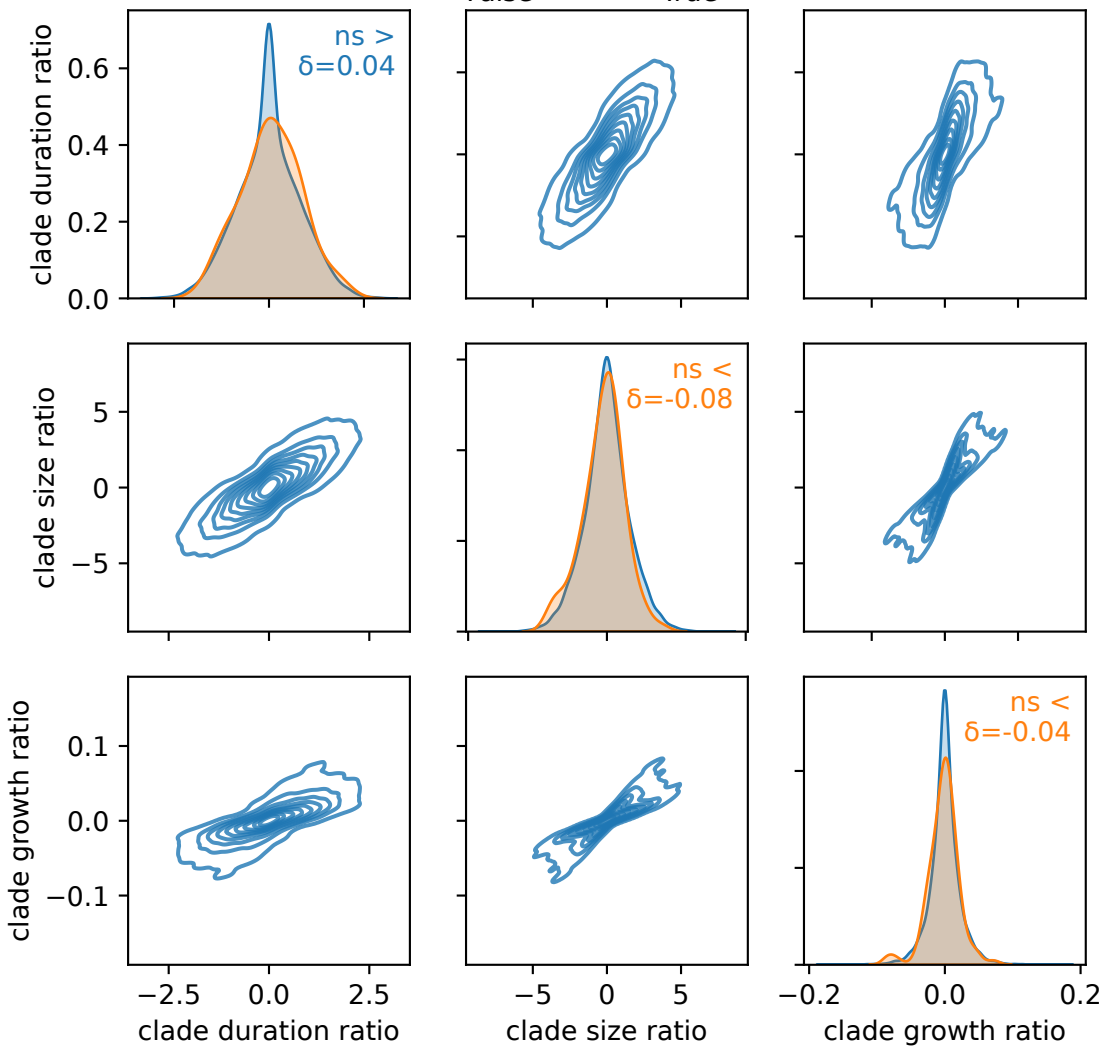 clade duration ratio
0.6
0.4
0.2
0.0
ns >
δ=0.04
clade size ratio
5
0
−5
ns <
δ=-0.08
clade growth ratio
0.1
0.0
−0.1
ns <
δ=-0.04
−2.5
0.0
2.5
−5
0
5
−0.2
0.0
0.2
clade duration ratio
clade size ratio
clade growth ratio